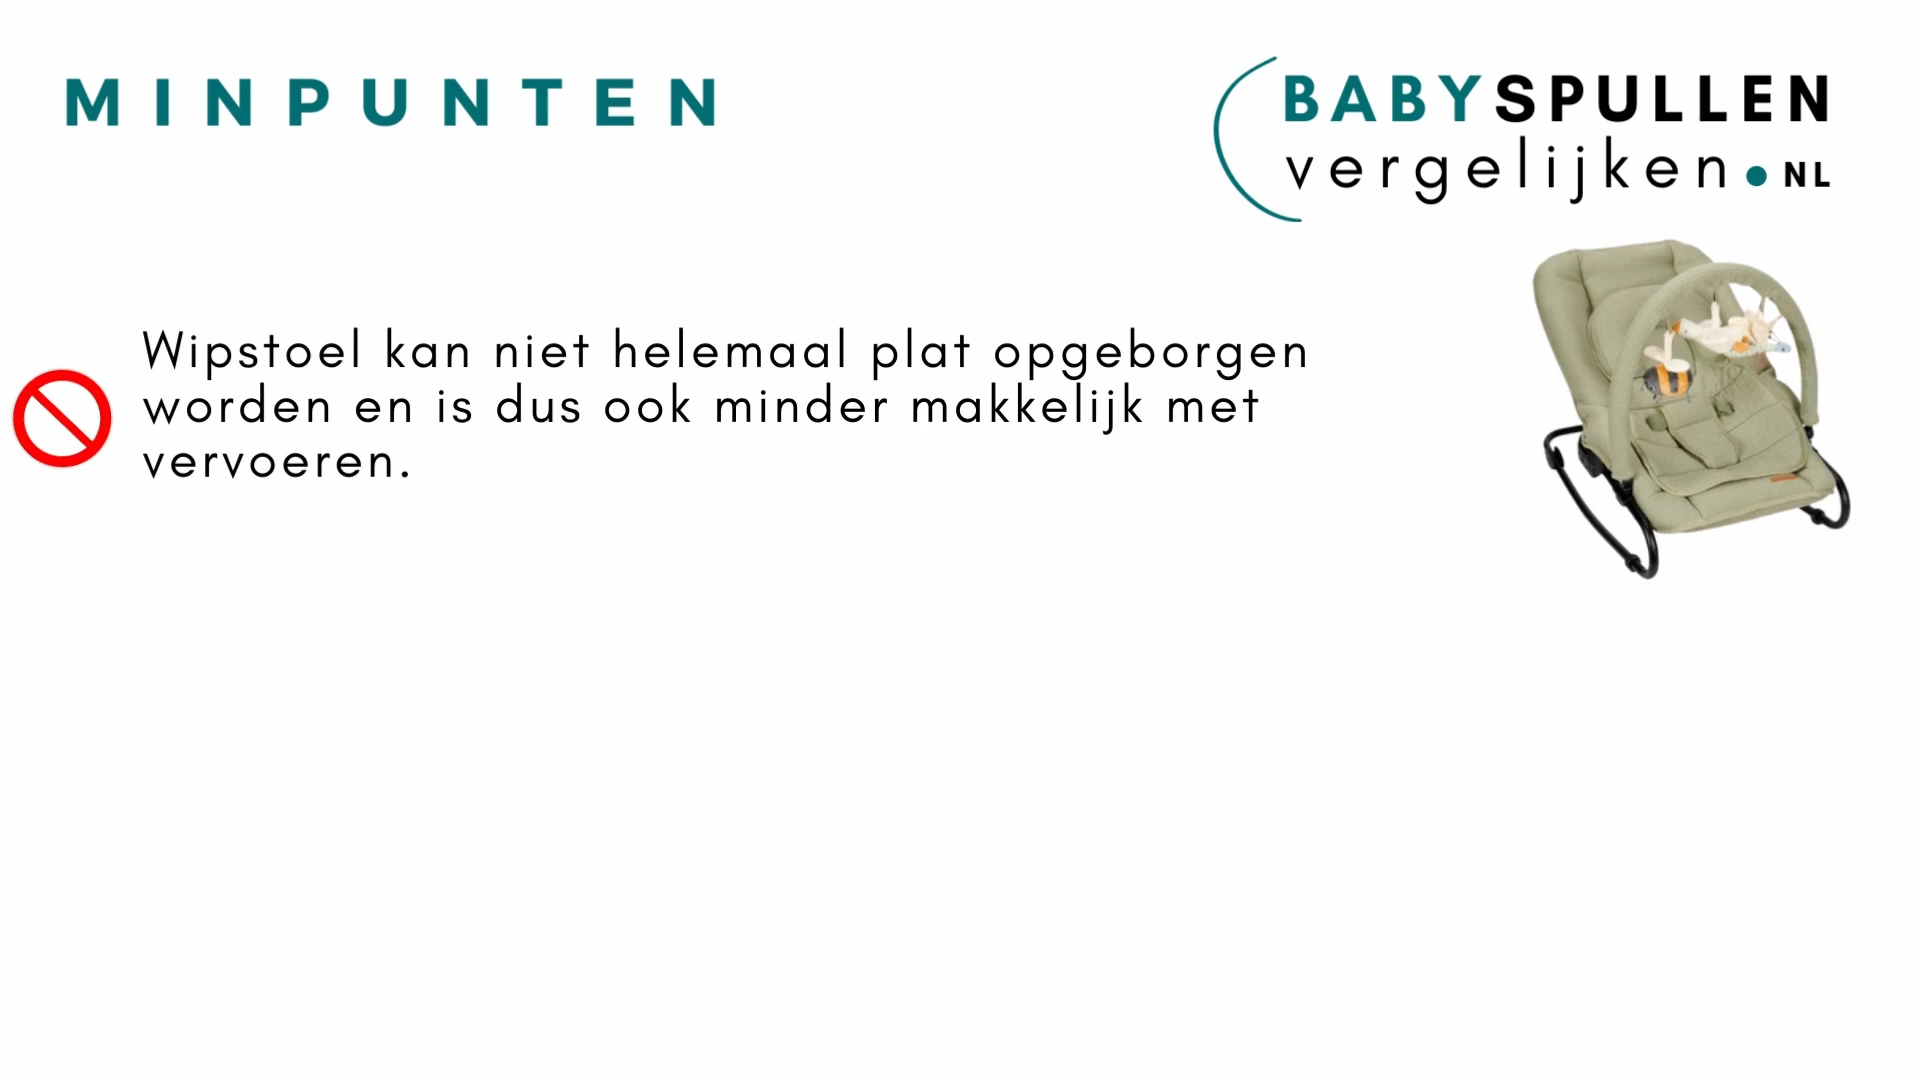 MINPUNTEN
BABYSPULLEN
vergelijken.NL
Wipstoel kan niet helemaal plat opgeborgen
worden en is dus ook minder makkelijk met
vervoeren.